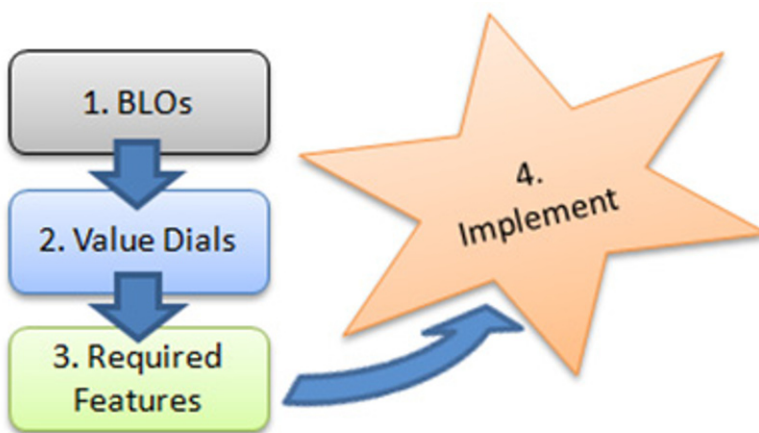 1. BLOs
2. Value Dials
3. Required
Features
4.
Implement